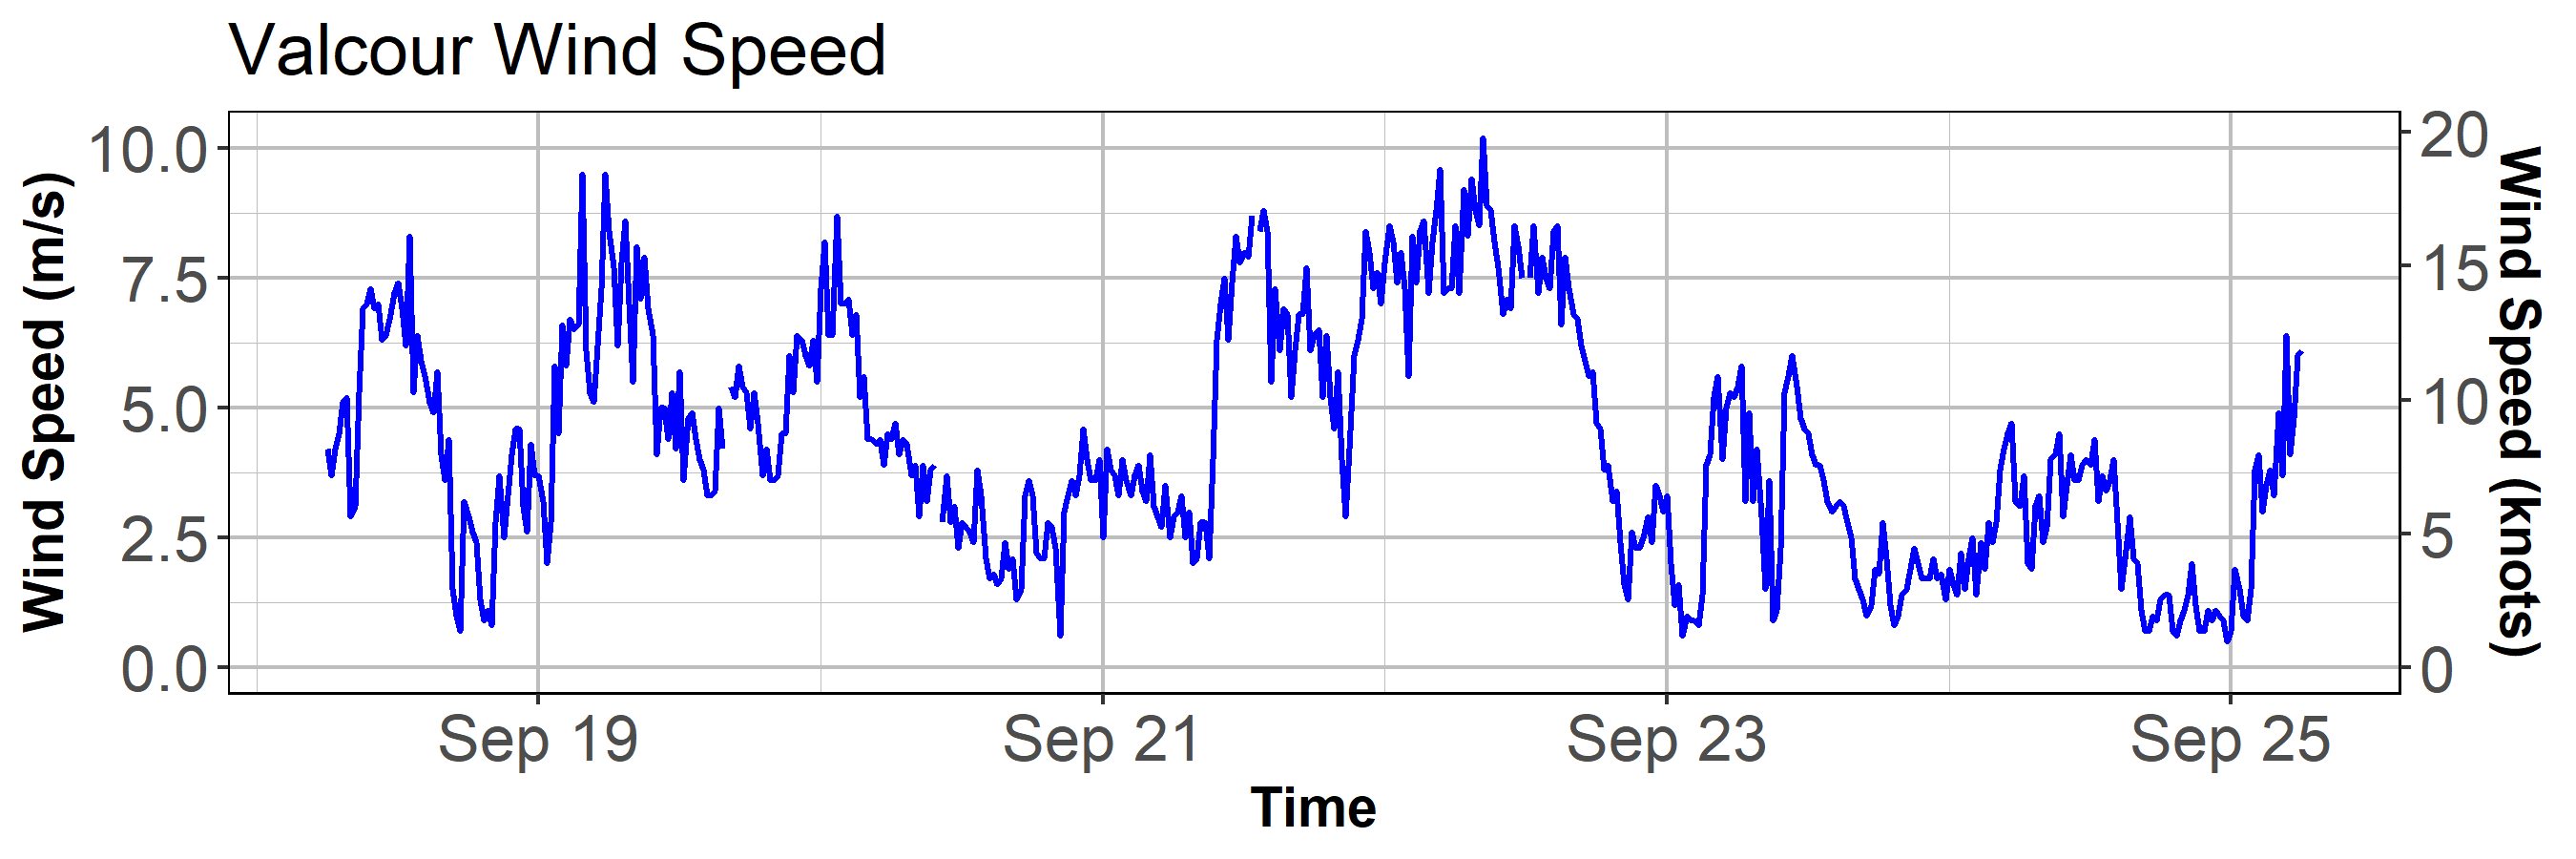 Valcour Wind Speed
Wind Speed (m/s)
10.0
7.5
5.0
2.5
0.0
20
15
10
5
0
Wind Speed (knots)
Sep 19
Sep 21
Sep 23
Sep 25
Time